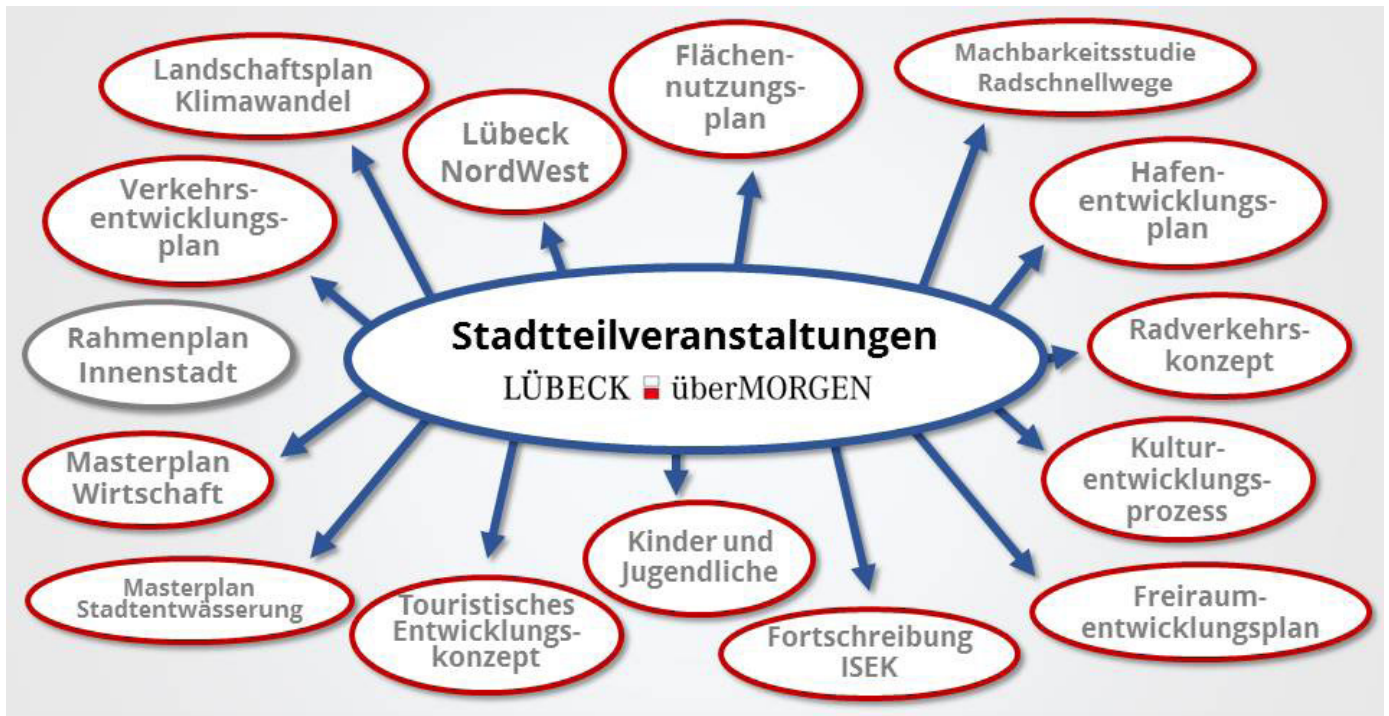 Landschaftsplan
Klimawandel
Lübeck
NordWest
Flächen-
nutzungs-
plan
Machbarkeitsstudie
Radschnellwege
Verkehrs-
entwicklungs-
plan
Hafen-
entwicklungs-
plan
Rahmenplan
Innenstadt
Stadtteilveranstaltungen
LÜBECK überMORGEN
Radverkehrs-
konzept
Masterplan
Wirtschaft
Kultur-
entwicklungs-
prozess
Masterplan
Stadtentwässerung
Touristisches
Entwicklungs-
konzept
Kinder und
Jugendliche
Fortschreibung
ISEK
Freiraum-
entwicklungsplan